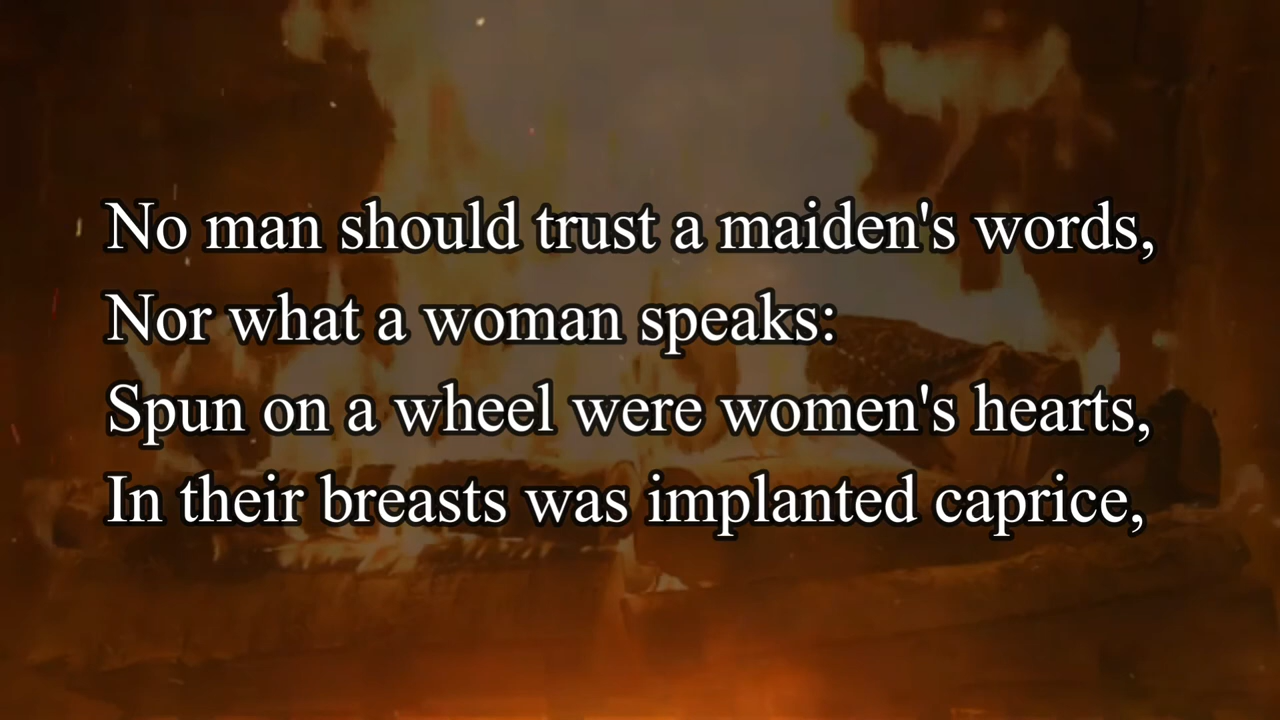 No man should trust a maiden's words,
Nor what a woman speaks:
Spun on a wheel were women's hearts,
In their breasts was implanted caprice,